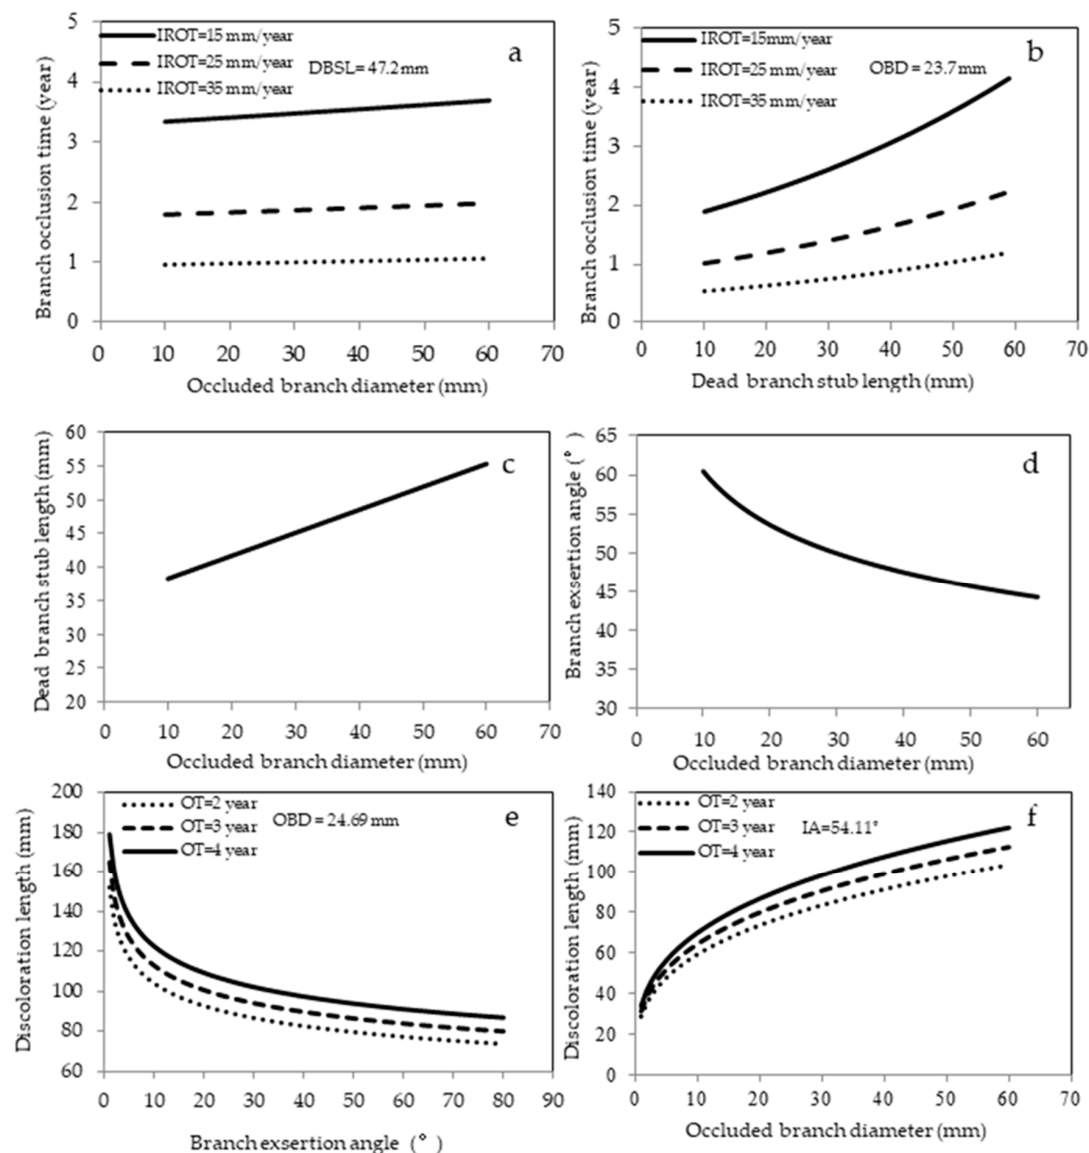 a
IROT=15 mm/year
IROT=25 mm/year
IROT=35 mm/year
DBSL= 47.2 mm
Branch occlusion time (year)
5
4
3
2
1
0
0 10 20 30 40 50 60 70
Occluded branch diameter (mm)
b
IROT=15mm/year
IROT=25 mm/year
IROT=35 mm/year
OBD = 23.7mm
Branch occlusion time (year)
5
4
3
2
1
0
0 10 20 30 40 50 60 70
Dead branch stub length (mm)
c
Dead branch stub length (mm)
60
55
50
45
40
35
30
25
20
0 10 20 30 40 50 60 70
Occluded branch diameter (mm)
d
Branch exsertion angle (°)
65
60
55
50
45
40
35
30
0 10 20 30 40 50 60
Occluded branch diameter (mm)
e
OT=2 year
OT=3 year
OT=4 year
OBD = 24.69 mm
Discoloration length (mm)
200
180
160
140
120
100
80
60
0 10 20 30 40 50 60 70 80 90
Branch exsertion angle (°)
f
OT=2 year
OT=3 year
OT=4 year
IA=54.11°
Discoloration length (mm)
140
120
100
80
60
40
20
0
0 10 20 30 40 50 60 70
Occluded branch diameter (mm)